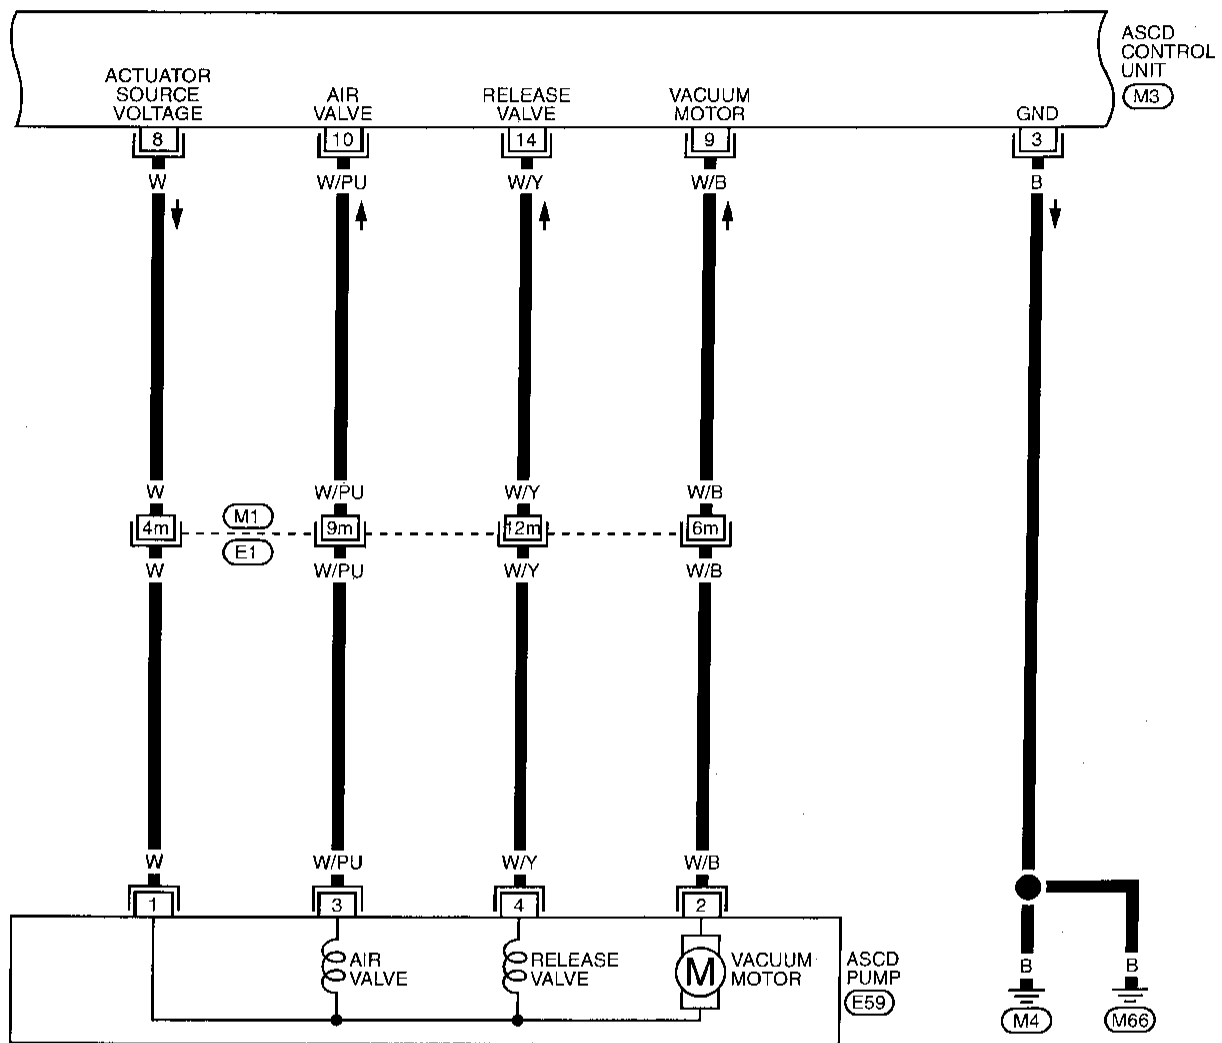 ASCD
CONTROL
UNIT
M3
ACTUATOR
SOURCE
VOLTAGE
AIR
VALVE
RELEASE
VALVE
VACUUM
MOTOR
GND
8
10
14
9
3
W
W/PU
W/Y
W/B
B
W
W/PU
W/Y
W/B
4m
M1
E1
9m
12m
6m
W
W/PU
W/Y
W/B
W
W/PU
W/Y
W/B
1
3
4
2
AIR
VALVE
RELEASE
VALVE
M
VACUUM
MOTOR
ASCD
PUMP
E59
B
B
M4
M66